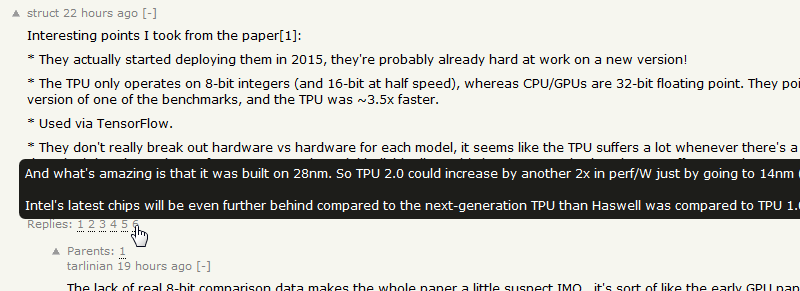 ▲ struct 22 hours ago [-]
Interesting points I took from the paper[1]:
* They actually started deploying them in 2015, they're probably already hard at work on a new version!
* The TPU only operates on 8-bit integers (and 16-bit at half speed), whereas CPU/GPUs are 32-bit floating point. They poi
version of one of the benchmarks, and the TPU was ~3.5x faster.
* Used via TensorFlow.
* They don't really break out hardware vs hardware for each model, it seems like the TPU suffers a lot whenever there's a
And what's amazing is that it was built on 28nm. So TPU 2.0 could increase by another 2x in perf/W just by going to 14nm (
Intel's latest chips will be even further behind compared to the next-generation TPU than Haswell was compared to TPU 1.0
Replies: 1 2 3 4 5 6
▲ Parents: 1
tarlinian 19 hours ago [-]
The lack of real 8-bit comparison data makes the whole paper a little suspect IMO...it's sort of like the early GPU pap